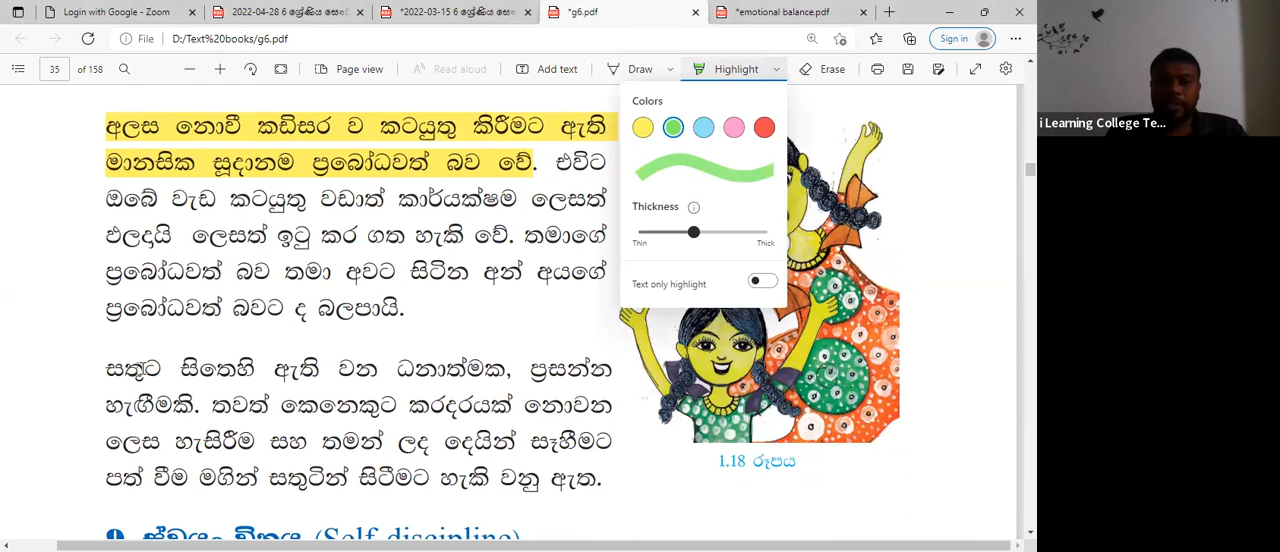 Login with Google - Zoom
2022-04-28 6 ශ්‍රේණිය සෞ
*2022-03-15 6 ශ්‍රේණිය සෞ
*g6.pdf
*emotional balance.pdf
File
D:/Text%20books/g6.pdf
Sign in
35 of 158
Page view
Read aloud
Add text
Draw
Highlight
Erase
Colors
Thickness
Thin
Thick
Text only highlight
අලස නොවී කඩිසර ව කටයුතු කිරීමට ඇති
මානසික සූදානම ප්‍රබෝධවත් බව වේ. එවිට
ඔබේ වැඩ කටයුතු වඩාත් කාර්යක්ෂම ලෙසත්
ඵලදායි ලෙසත් ඉටු කර ගත හැකි වේ. තමාගේ
ප්‍රබෝධවත් බව තමා අවට සිටින අන් අයගේ
ප්‍රබෝධවත් බවට ද බලපායි.
සතුට සිතෙහි ඇති වන ධනාත්මක, ප්‍රසන්න
හැඟීමකි. තවත් කෙනෙකුට කරදරයක් නොවන
ලෙස හැසිරීම සහ තමන් ලද දෙයින් සෑහීමට
පත් වීම මගින් සතුටින් සිටීමට හැකි වනු ඇත.
1.18 රූපය
9 ස්වයං විනය (Self discipline)
i Learning College Te...